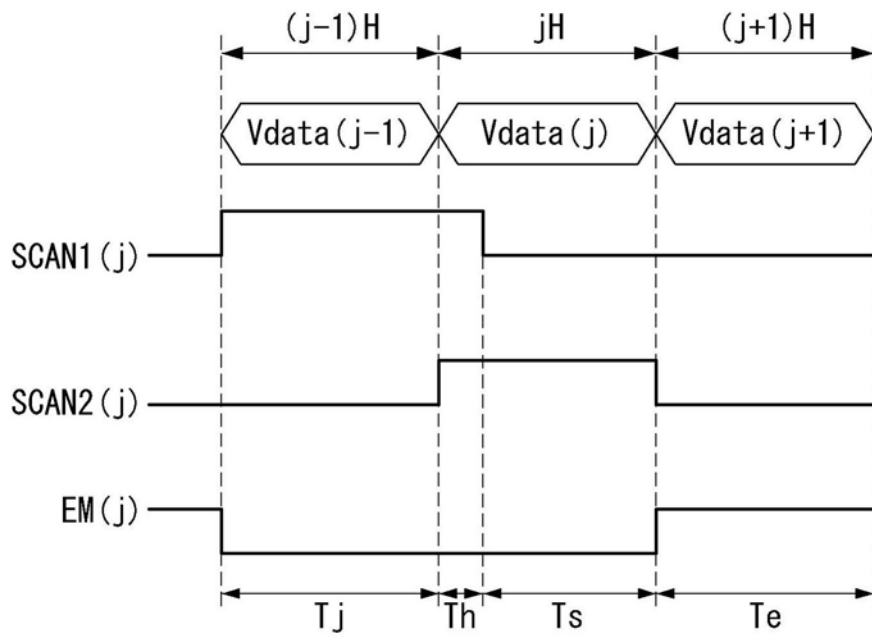 (j-1)H jH (j+1)H
Vdata(j-1) Vdata(j) Vdata(j+1)
SCAN1(j)
SCAN2(j)
EM(j)
Tj Th Ts Te